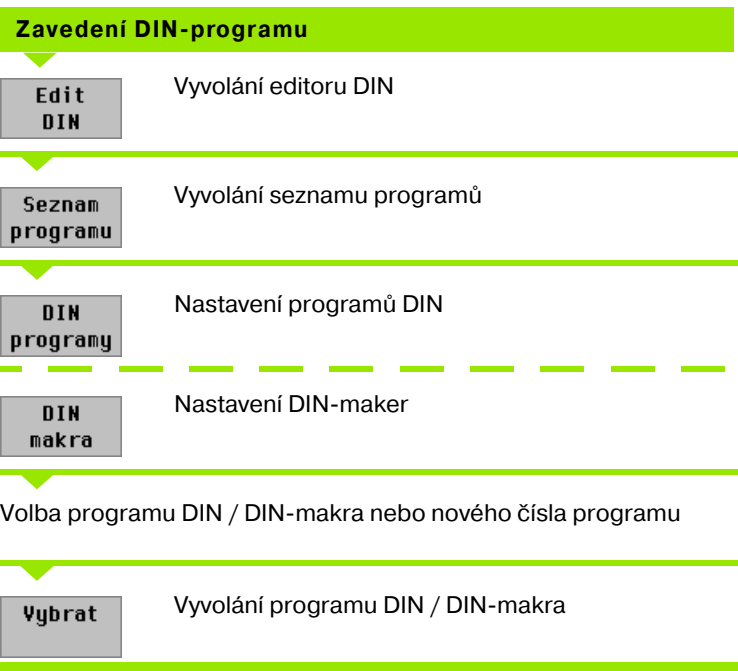 Zavedení DIN-programu
Edit
DIN
Vyvolání editoru DIN
Seznam
programu
Vyvolání seznamu programů
DIN
programy
Nastavení programů DIN
DIN
makra
Nastavení DIN-maker
Volba programu DIN / DIN-makra nebo nového čísla programu
Vybrat
Vyvolání programu DIN / DIN-makra